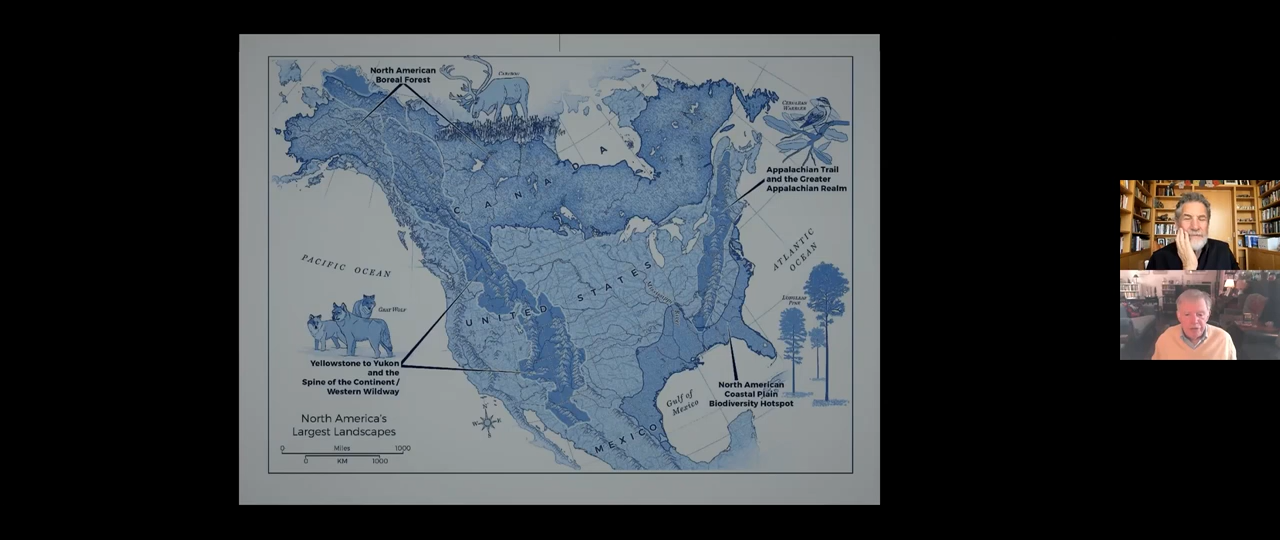 North American
Boreal Forest
Caribou
Cerulean
Warbler
CANADA
Appalachian Trail
and the Greater
Appalachian Realm
PACIFIC OCEAN
ATLANTIC
OCEAN
Gray Wolf
UNITED STATES
Longleaf
Pine
Yellowstone to Yukon
and the
Spine of the Continent /
Western Wildway
North American
Coastal Plain
Biodiversity Hotspot
Gulf of
Mexico
N
W
E
S
MEXICO
North America's
Largest Landscapes
0 Miles 1000
0 KM 1000